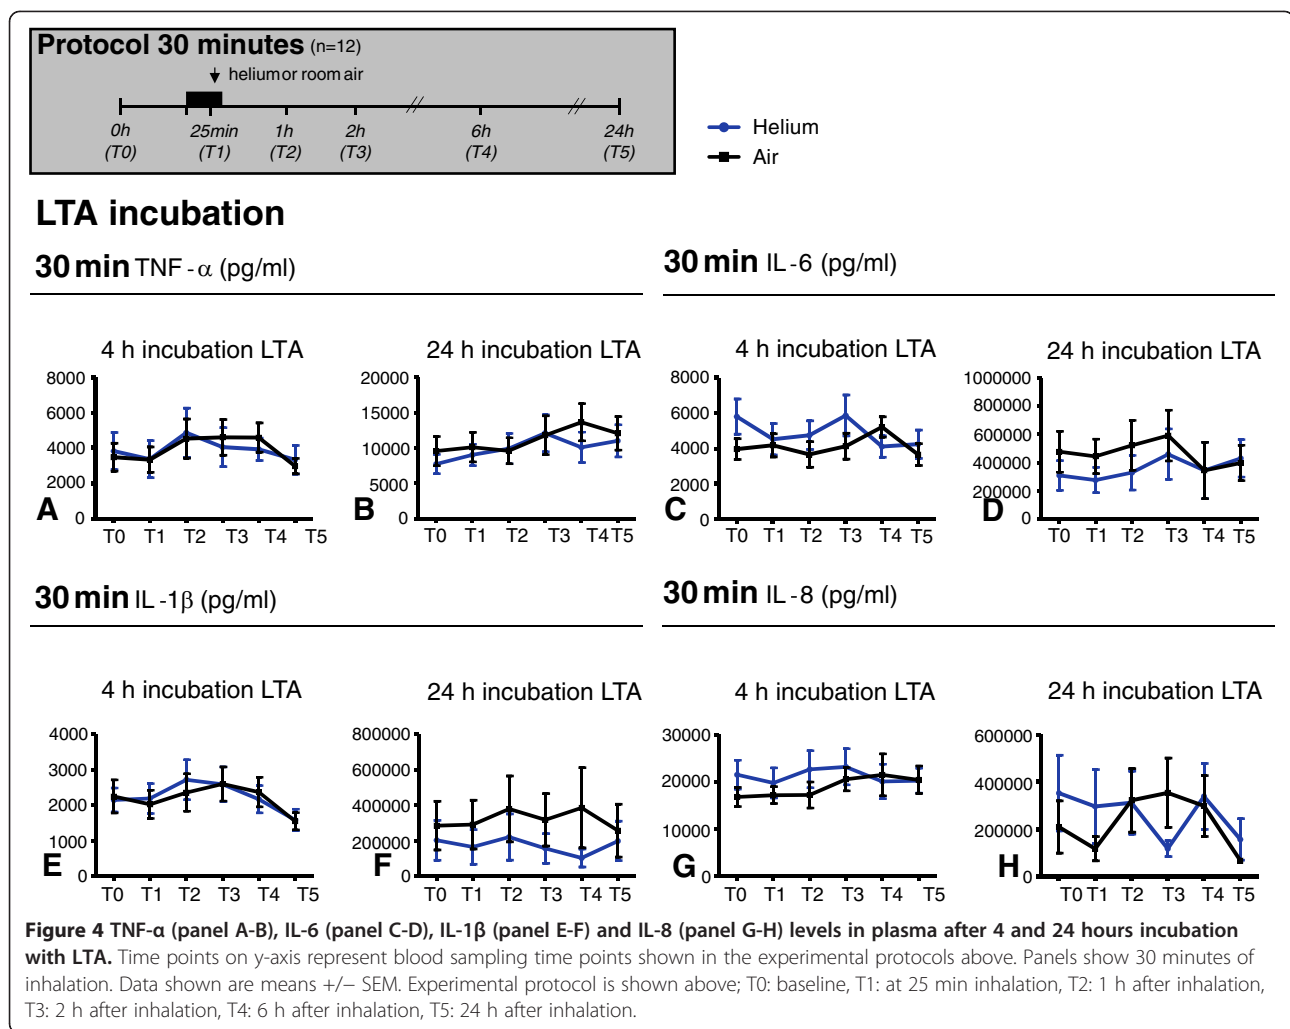 Protocol 30 minutes (n=12)
helium or room air
0h 25min 1h 2h 6h 24h
(T0) (T1) (T2) (T3) (T4) (T5)
Helium
Air
LTA incubation
30 min TNF - α (pg/ml)
30 min IL - 6 (pg/ml)
4 h incubation LTA
8000
6000
4000
2000
0
A
T0 T1 T2 T3 T4 T5
24 h incubation LTA
20000
15000
10000
5000
0
B
T0 T1 T2 T3 T4 T5
4 h incubation LTA
8000
6000
4000
2000
0
C
T0 T1 T2 T3 T4 T5
24 h incubation LTA
1000000
800000
600000
400000
200000
0
D
T0 T1 T2 T3 T4 T5
30 min IL - 1β (pg/ml)
30 min IL - 8 (pg/ml)
4 h incubation LTA
4000
3000
2000
1000
0
E
T0 T1 T2 T3 T4 T5
24 h incubation LTA
800000
600000
400000
200000
0
F
T0 T1 T2 T3 T4 T5
4 h incubation LTA
30000
20000
10000
0
G
T0 T1 T2 T3 T4 T5
24 h incubation LTA
600000
400000
200000
0
H
T0 T1 T2 T3 T4 T5
Figure 4 TNF-α (panel A-B), IL-6 (panel C-D), IL-1β (panel E-F) and IL-8 (panel G-H) levels in plasma after 4 and 24 hours incubation
with LTA. Time points on y-axis represent blood sampling time points shown in the experimental protocols above. Panels show 30 minutes of
inhalation. Data shown are means +/− SEM. Experimental protocol is shown above; T0: baseline, T1: at 25 min inhalation, T2: 1 h after inhalation,
T3: 2 h after inhalation, T4: 6 h after inhalation, T5: 24 h after inhalation.